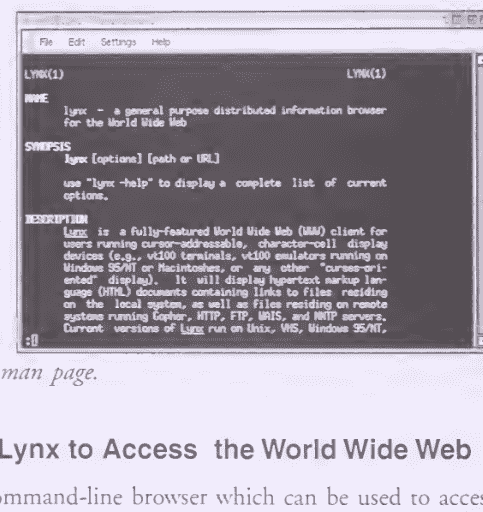 File Edit Settings Help
LYNX(1) LYNX(1)
NAME
lynx - a general purpose distributed information browser
for the World Wide Web
SYNOPSIS
lynx [options] [path or URL]
use "lynx -help" to display a complete list of current
options.
DESCRIPTION
Lynx is a fully-featured World Wide Web (WWW) client for
users running cursor-addressable, character-cell display
devices (e.g., vt100 terminals, vt100 emulators running on
Windows 95/NT or Macintoshes, or any other "curses-ori-
ented" display). It will display hypertext markup lan-
guage (HTML) documents containing links to files residing
on the local system, as well as files residing on remote
systems running Gopher, HTTP, FTP, WAIS, and NNTP servers.
Current versions of Lynx run on Unix, VMS, Windows 95/NT,
:
man page.
Lynx to Access the World Wide Web
ommand-line browser which can be used to acces